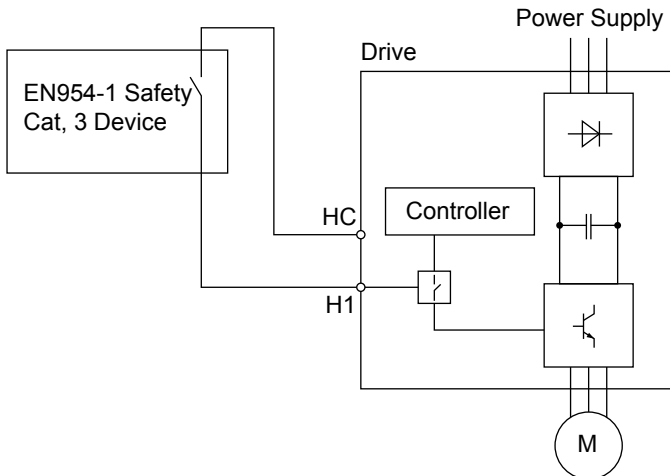 Power Supply
Drive
EN954-1 Safety
Cat, 3 Device
HC
Controller
H1
M